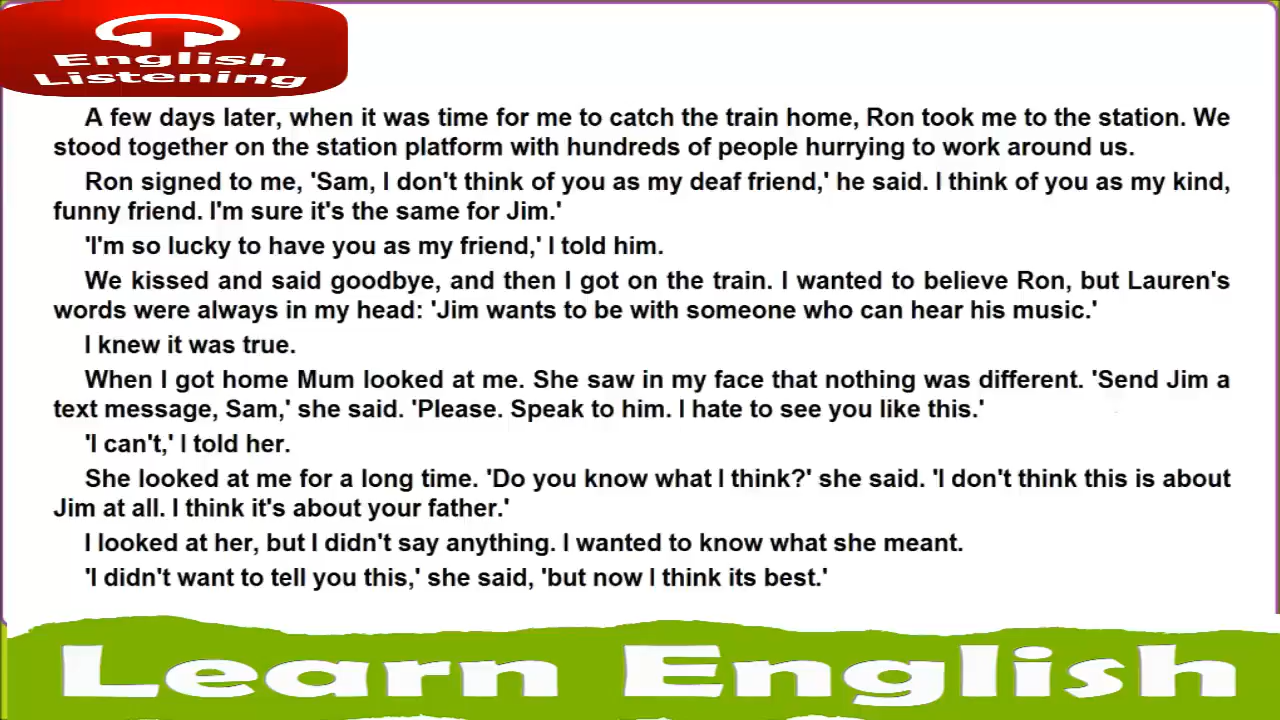 English
Listening
A few days later, when it was time for me to catch the train home, Ron took me to the station. We
stood together on the station platform with hundreds of people hurrying to work around us.
Ron signed to me, 'Sam, I don't think of you as my deaf friend,' he said. I think of you as my kind,
funny friend. I'm sure it's the same for Jim.'
'I'm so lucky to have you as my friend,' I told him.
We kissed and said goodbye, and then I got on the train. I wanted to believe Ron, but Lauren's
words were always in my head: 'Jim wants to be with someone who can hear his music.'
I knew it was true.
When I got home Mum looked at me. She saw in my face that nothing was different. 'Send Jim a
text message, Sam,' she said. 'Please. Speak to him. I hate to see you like this.'
'I can't,' I told her.
She looked at me for a long time. 'Do you know what I think?' she said. 'I don't think this is about
Jim at all. I think it's about your father.'
I looked at her, but I didn't say anything. I wanted to know what she meant.
'I didn't want to tell you this,' she said, 'but now I think its best.'
Learn English